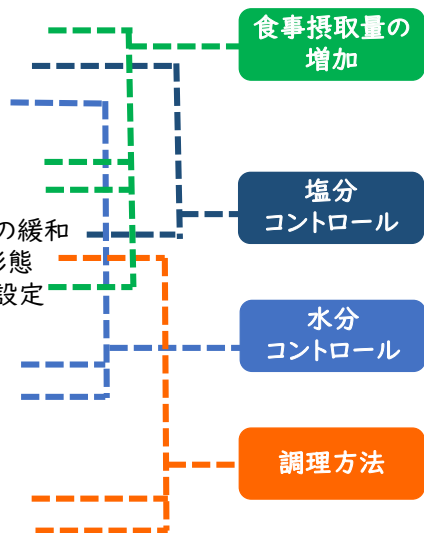 食事摂取量の
増加
塩分
コントロール
の緩和
形態
設定
水分
コントロール
調理方法